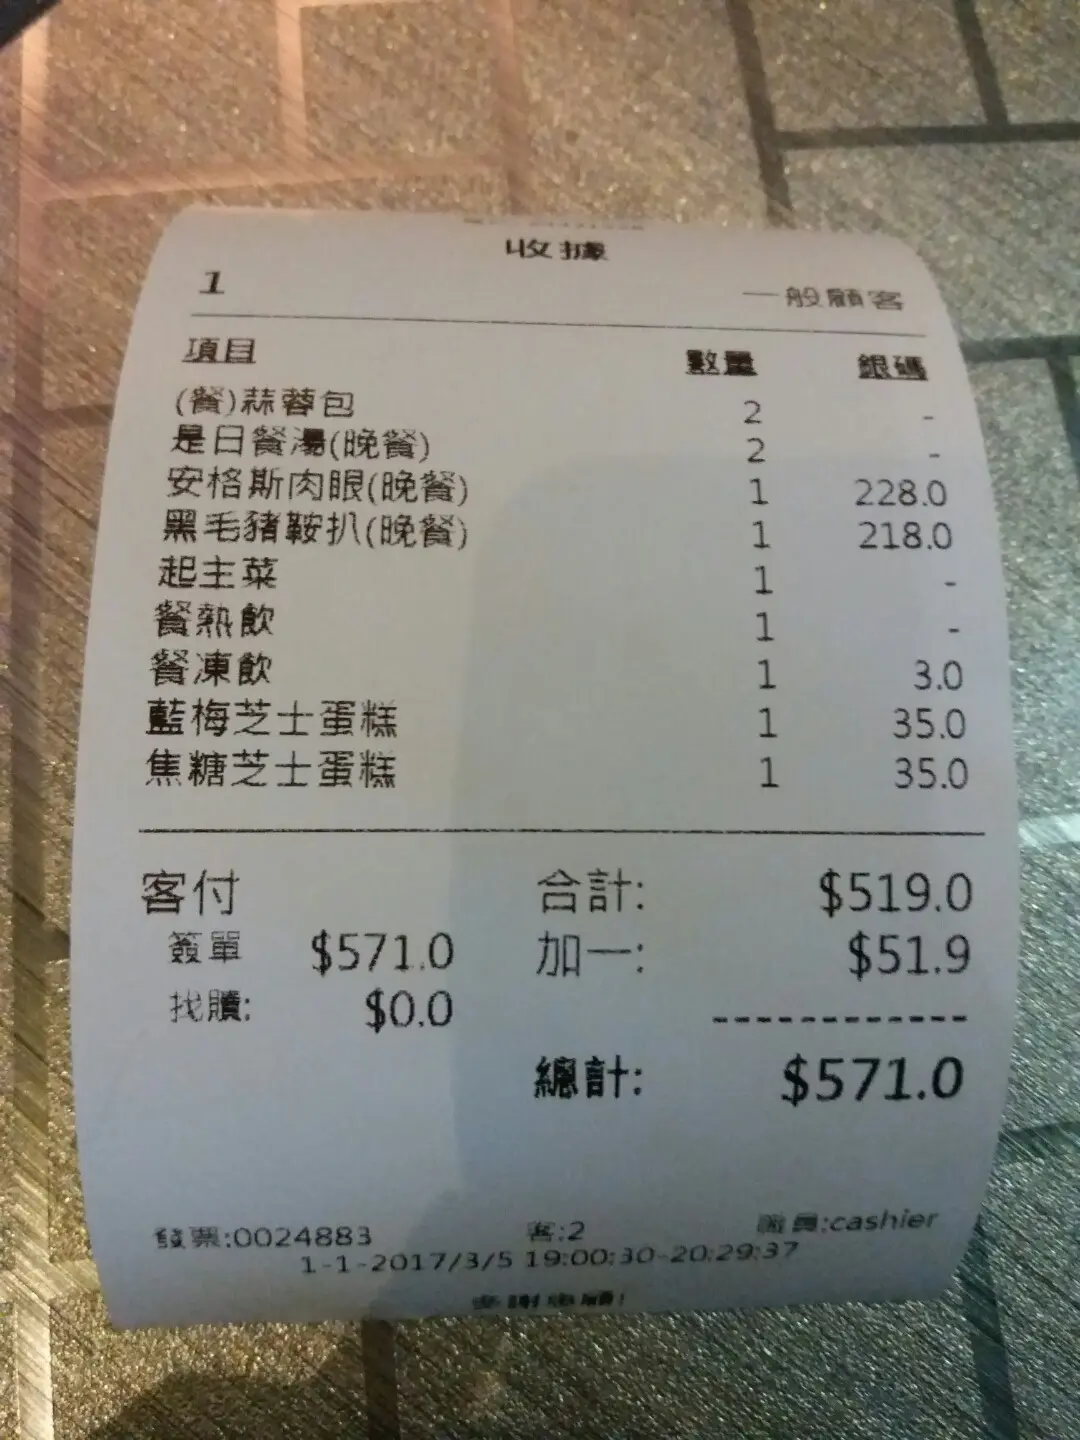 收據
1 一般顧客
項目 數量 銀碼
(餐)蒜蓉包 2 -
是日餐湯(晚餐) 2 -
安格斯肉眼(晚餐) 1 228.0
黑毛豬鞍扒(晚餐) 1 218.0
起主菜 1 -
餐熱飲 1 -
餐凍飲 1 3.0
藍梅芝士蛋糕 1 35.0
焦糖芝士蛋糕 1 35.0
客付 合計: $519.0
簽單 $571.0 加一: $51.9
找贖: $0.0 ------------
總計: $571.0
發票:0024883 客:2 職員:cashier
1-1-2017/3/5 19:00:30-20:29:37
多謝惠顧!